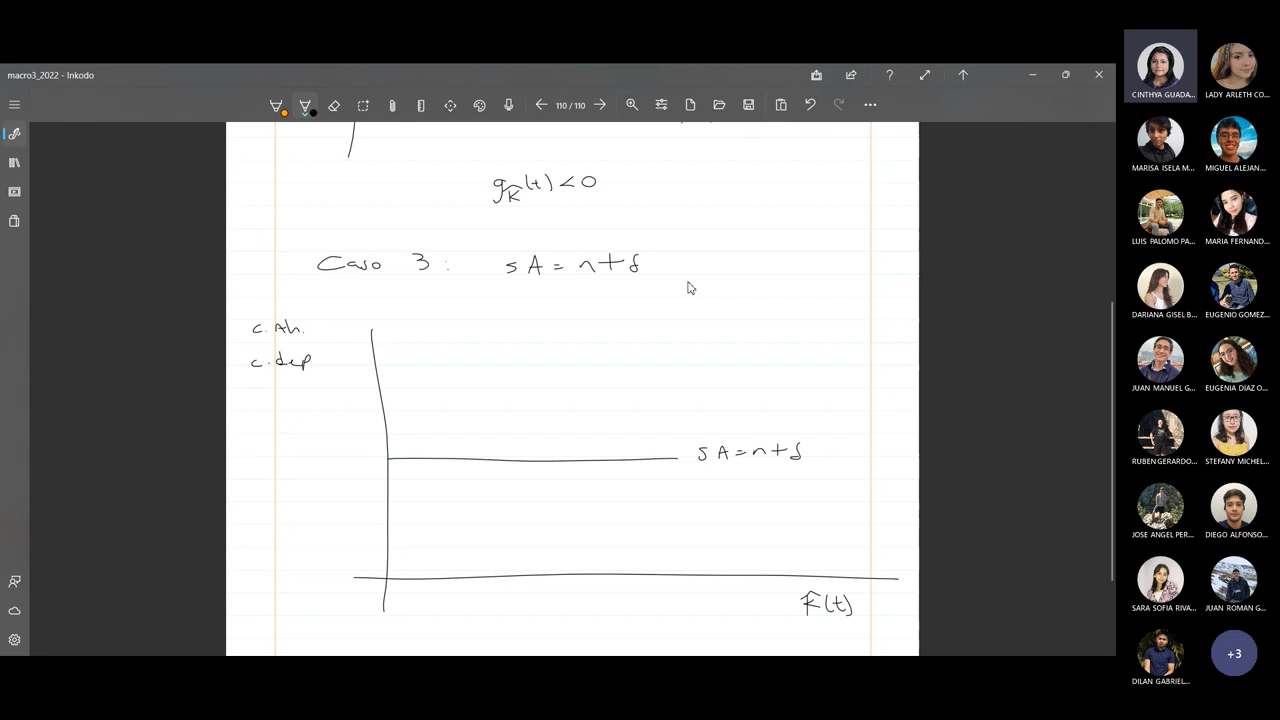 macro3_2022 - Inkodo
110 / 110
g_k̂(t) < 0
Caso 3 : sA = n + δ
c. Ah.
c. dep
sA = n + δ
k̂(t)
CINTHYA GUADA...
LADY ARLETH CO...
MARISA ISELA M...
MIGUEL ALEJAN...
LUIS PALOMO PA...
MARIA FERNAND...
DARIANA GISEL B...
EUGENIO GOMEZ...
JUAN MANUEL G...
EUGENIA DIAZ O...
RUBEN GERARDO...
STEFANY MICHEL...
JOSE ANGEL PER...
DIEGO ALFONSO...
SARA SOFIA RIVA...
JUAN ROMAN G...
DILAN GABRIEL...
+3